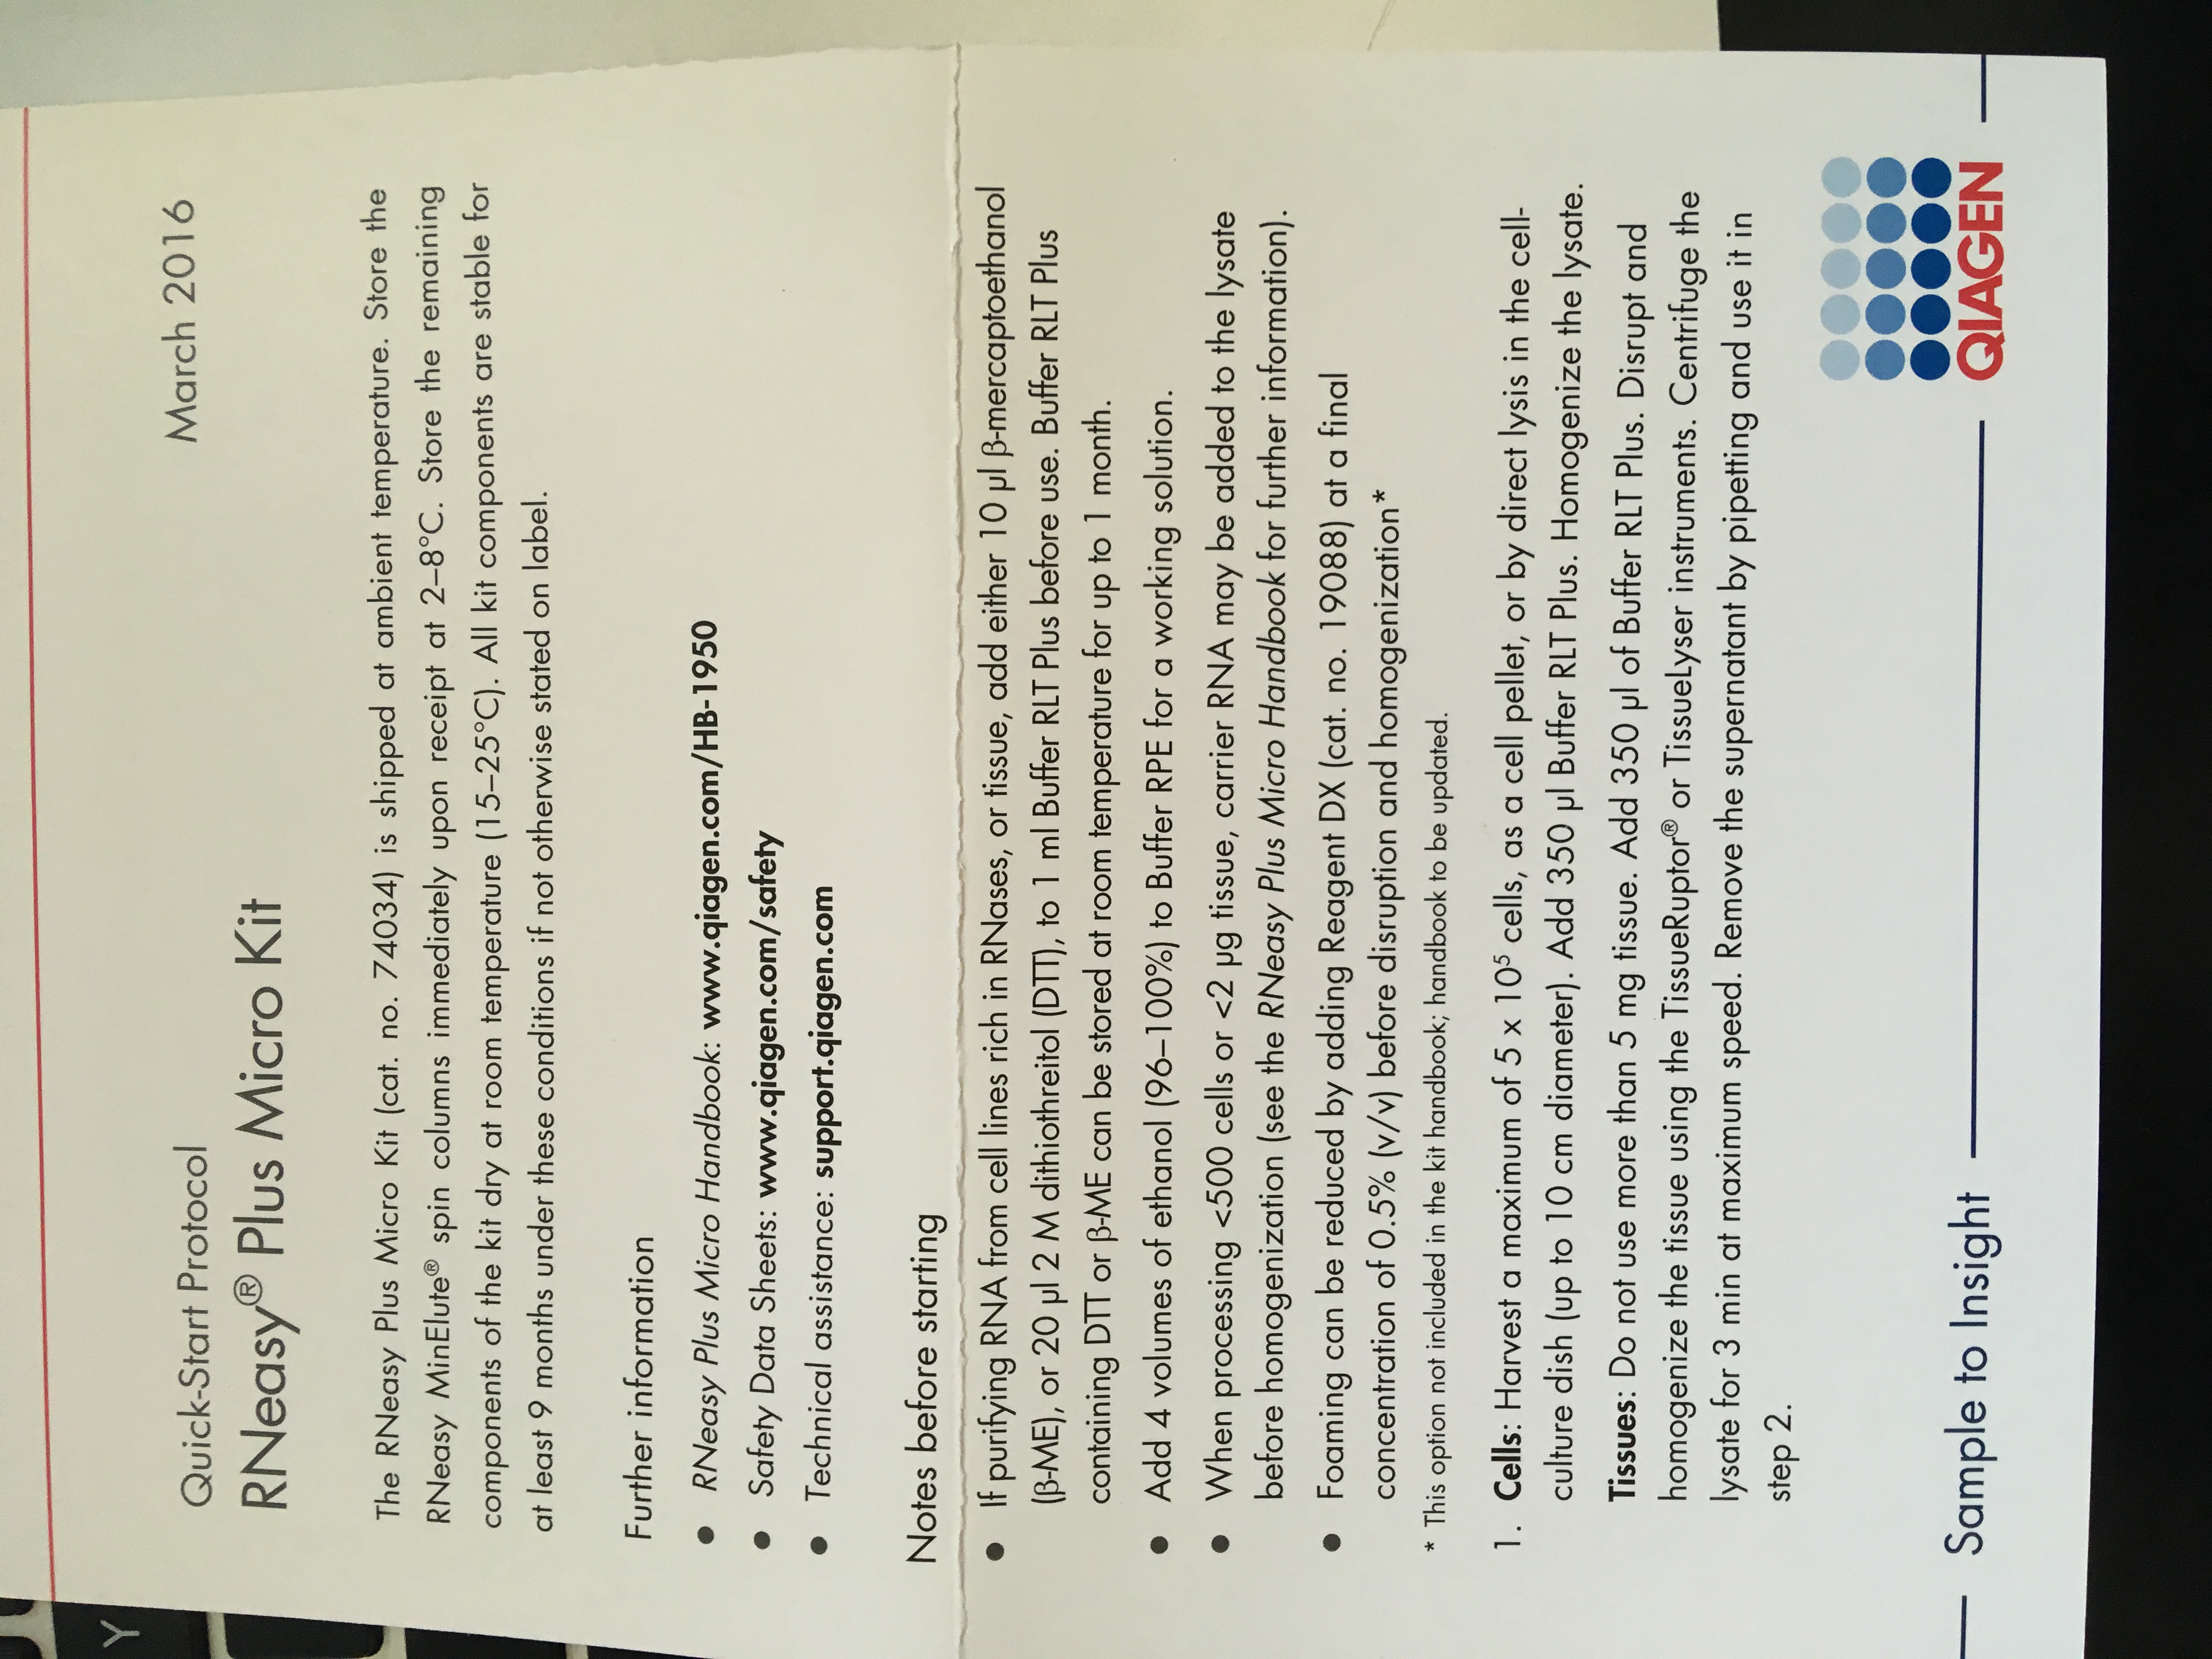 Y
Quick-Start Protocol
March 2016
RNeasy® Plus Micro Kit
The RNeasy Plus Micro Kit (cat. no. 74034) is shipped at ambient temperature. Store the
RNeasy MinElute® spin columns immediately upon receipt at 2–8°C. Store the remaining
components of the kit dry at room temperature (15–25°C). All kit components are stable for
at least 9 months under these conditions if not otherwise stated on label.
Further information
● RNeasy Plus Micro Handbook: www.qiagen.com/HB-1950
● Safety Data Sheets: www.qiagen.com/safety
● Technical assistance: support.qiagen.com
Notes before starting
● If purifying RNA from cell lines rich in RNases, or tissue, add either 10 µl β-mercaptoethanol
(β-ME), or 20 µl 2 M dithiothreitol (DTT), to 1 ml Buffer RLT Plus before use. Buffer RLT Plus
containing DTT or β-ME can be stored at room temperature for up to 1 month.
● Add 4 volumes of ethanol (96–100%) to Buffer RPE for a working solution.
● When processing <500 cells or <2 µg tissue, carrier RNA may be added to the lysate
before homogenization (see the RNeasy Plus Micro Handbook for further information).
● Foaming can be reduced by adding Reagent DX (cat. no. 19088) at a final
concentration of 0.5% (v/v) before disruption and homogenization*
* This option not included in the kit handbook; handbook to be updated.
1. Cells: Harvest a maximum of 5 x 10⁵ cells, as a cell pellet, or by direct lysis in the cell-
culture dish (up to 10 cm diameter). Add 350 µl Buffer RLT Plus. Homogenize the lysate.
Tissues: Do not use more than 5 mg tissue. Add 350 µl of Buffer RLT Plus. Disrupt and
homogenize the tissue using the TissueRuptor® or TissueLyser instruments. Centrifuge the
lysate for 3 min at maximum speed. Remove the supernatant by pipetting and use it in
step 2.
Sample to Insight
QIAGEN